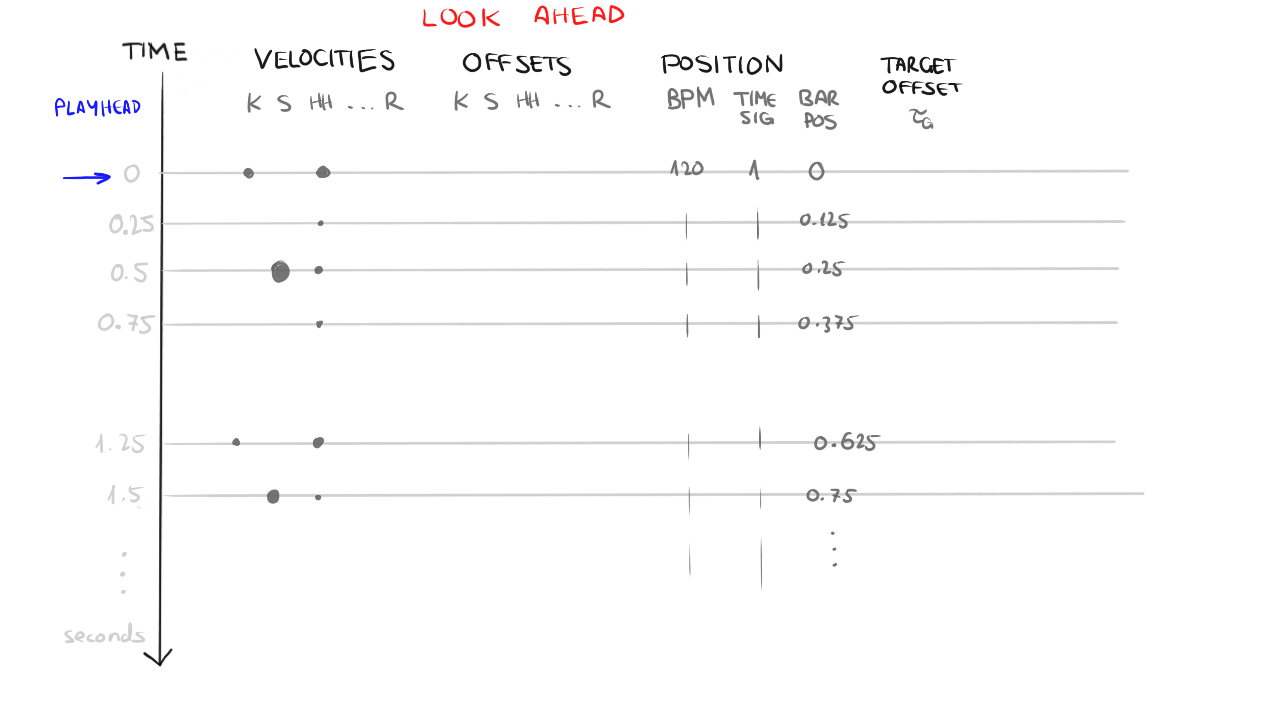 LOOK AHEAD
TIME VELOCITIES OFFSETS POSITION TARGET OFFSET
PLAYHEAD K S HH ... R K S HH ... R BPM TIME SIG BAR POS τG
0 120 1 0
0.25 0.125
0.5 0.25
0.75 0.375
1.25 0.625
1.5 0.75
seconds